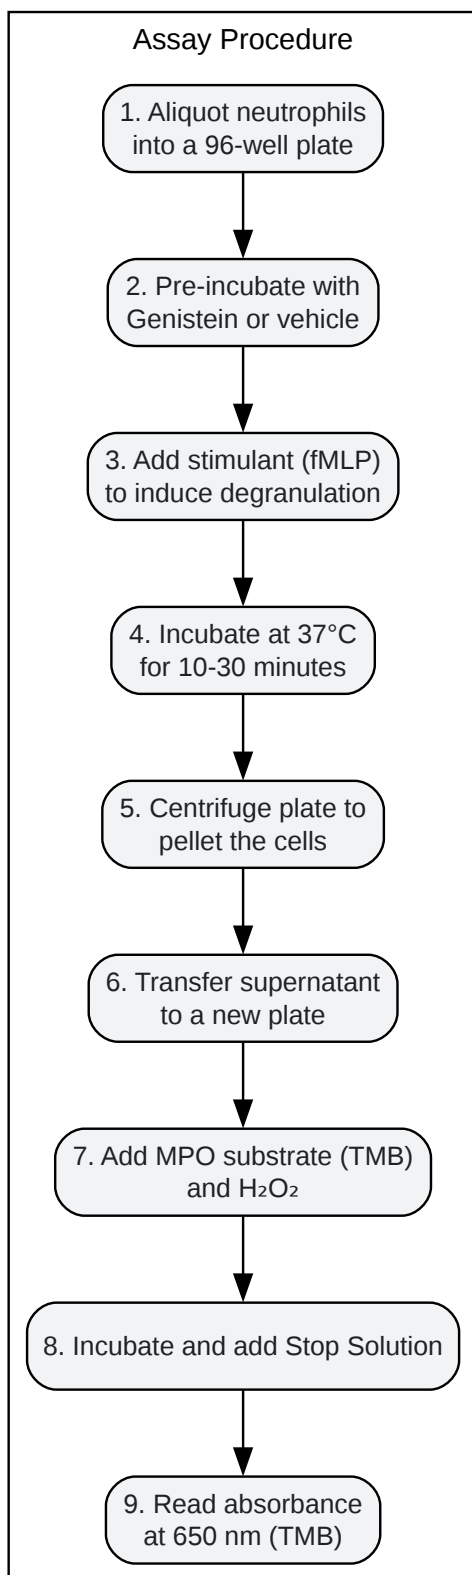 Assay Procedure
1. Aliquot neutrophils
into a 96-well plate
2. Pre-incubate with
Genistein or vehicle
3. Add stimulant (fMLP)
to induce degranulation
4. Incubate at 37°C
for 10-30 minutes
5. Centrifuge plate to
pellet the cells
6. Transfer supernatant
to a new plate
7. Add MPO substrate (TMB)
and H₂O₂
8. Incubate and add Stop Solution
9. Read absorbance
at 650 nm (TMB)